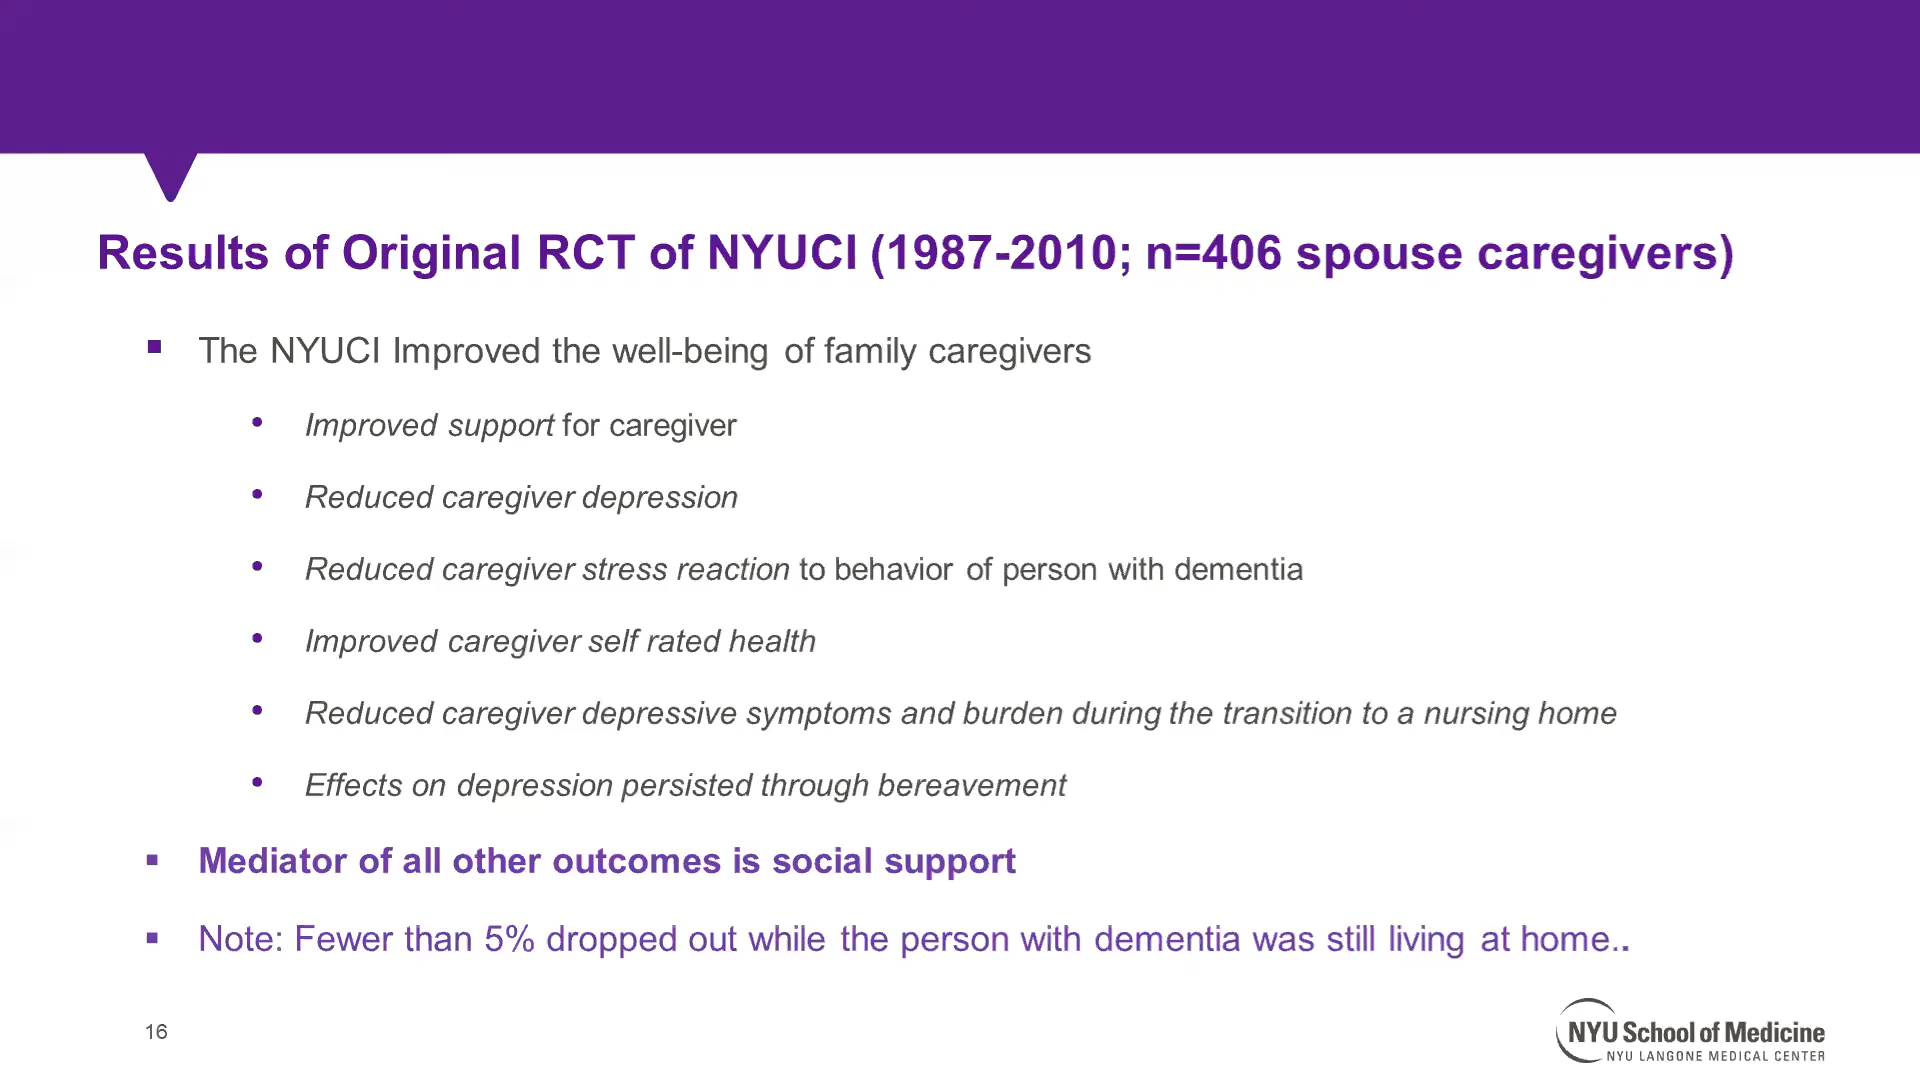 Results of Original RCT of NYUCI (1987-2010; n=406 spouse caregivers)
▪ The NYUCI Improved the well-being of family caregivers
• Improved support for caregiver
• Reduced caregiver depression
• Reduced caregiver stress reaction to behavior of person with dementia
• Improved caregiver self rated health
• Reduced caregiver depressive symptoms and burden during the transition to a nursing home
• Effects on depression persisted through bereavement
▪ Mediator of all other outcomes is social support
▪ Note: Fewer than 5% dropped out while the person with dementia was still living at home..
16
NYU School of Medicine
NYU LANGONE MEDICAL CENTER